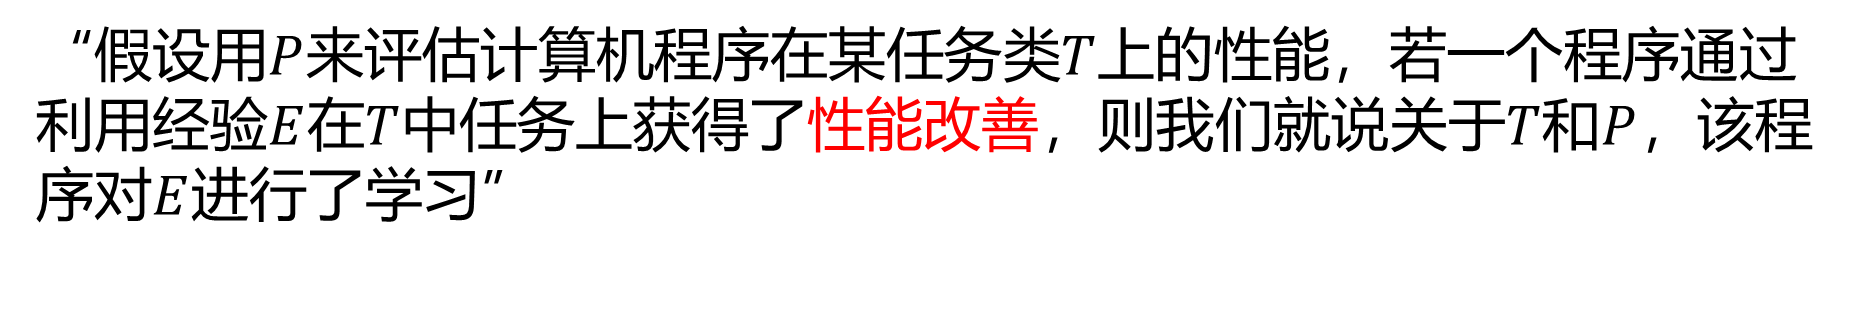 “假设用P来评估计算机程序在某任务类T上的性能，若一个程序通过
利用经验E在T中任务上获得了性能改善，则我们就说关于T和P，该程
序对E进行了学习”